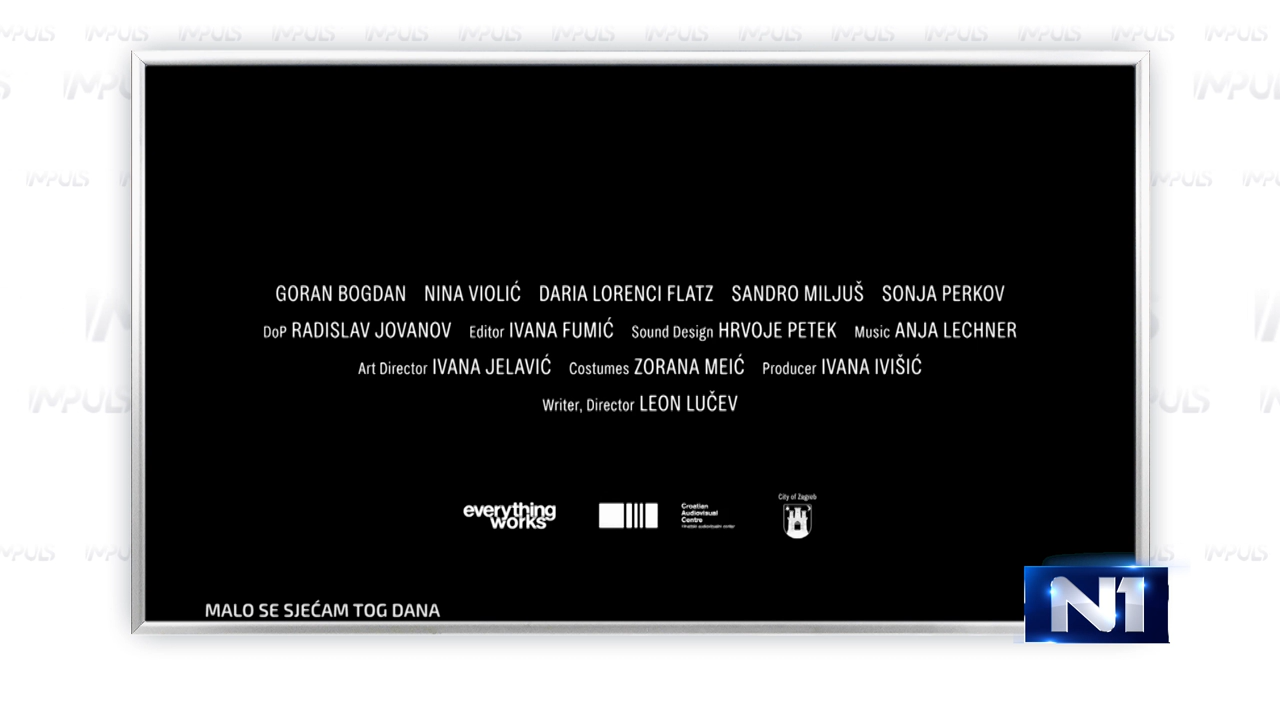 GORAN BOGDAN NINA VIOLIĆ DARIA LORENCI FLATZ SANDRO MILJUŠ SONJA PERKOV
DoP RADISLAV JOVANOV Editor IVANA FUMIĆ Sound Design HRVOJE PETEK Music ANJA LECHNER
Art Director IVANA JELAVIĆ Costumes ZORANA MEIĆ Producer IVANA IVIŠIĆ
Writer, Director LEON LUČEV
City of Zagreb
everything
works
Croatian
Audiovisual
Centre
MALO SE SJEĆAM TOG DANA
N1
IMPULS